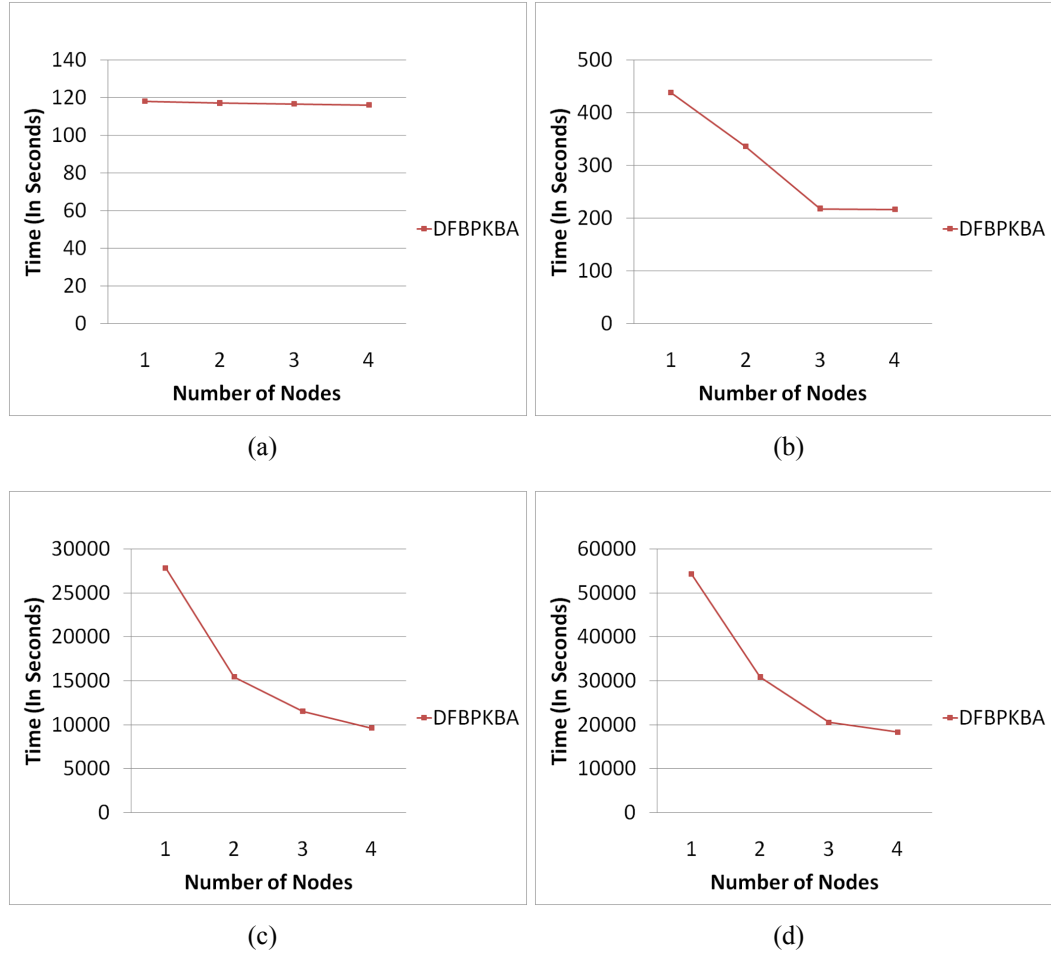 140
120
100
80
60
40
20
0
Time (In Seconds)
1 2 3 4
Number of Nodes
DFBPKBA
(a)
500
400
300
200
100
0
Time (In Seconds)
1 2 3 4
Number of Nodes
DFBPKBA
(b)
30000
25000
20000
15000
10000
5000
0
Time (In Seconds)
1 2 3 4
Number of Nodes
DFBPKBA
(c)
60000
50000
40000
30000
20000
10000
0
Time (In Seconds)
1 2 3 4
Number of Nodes
DFBPKBA
(d)